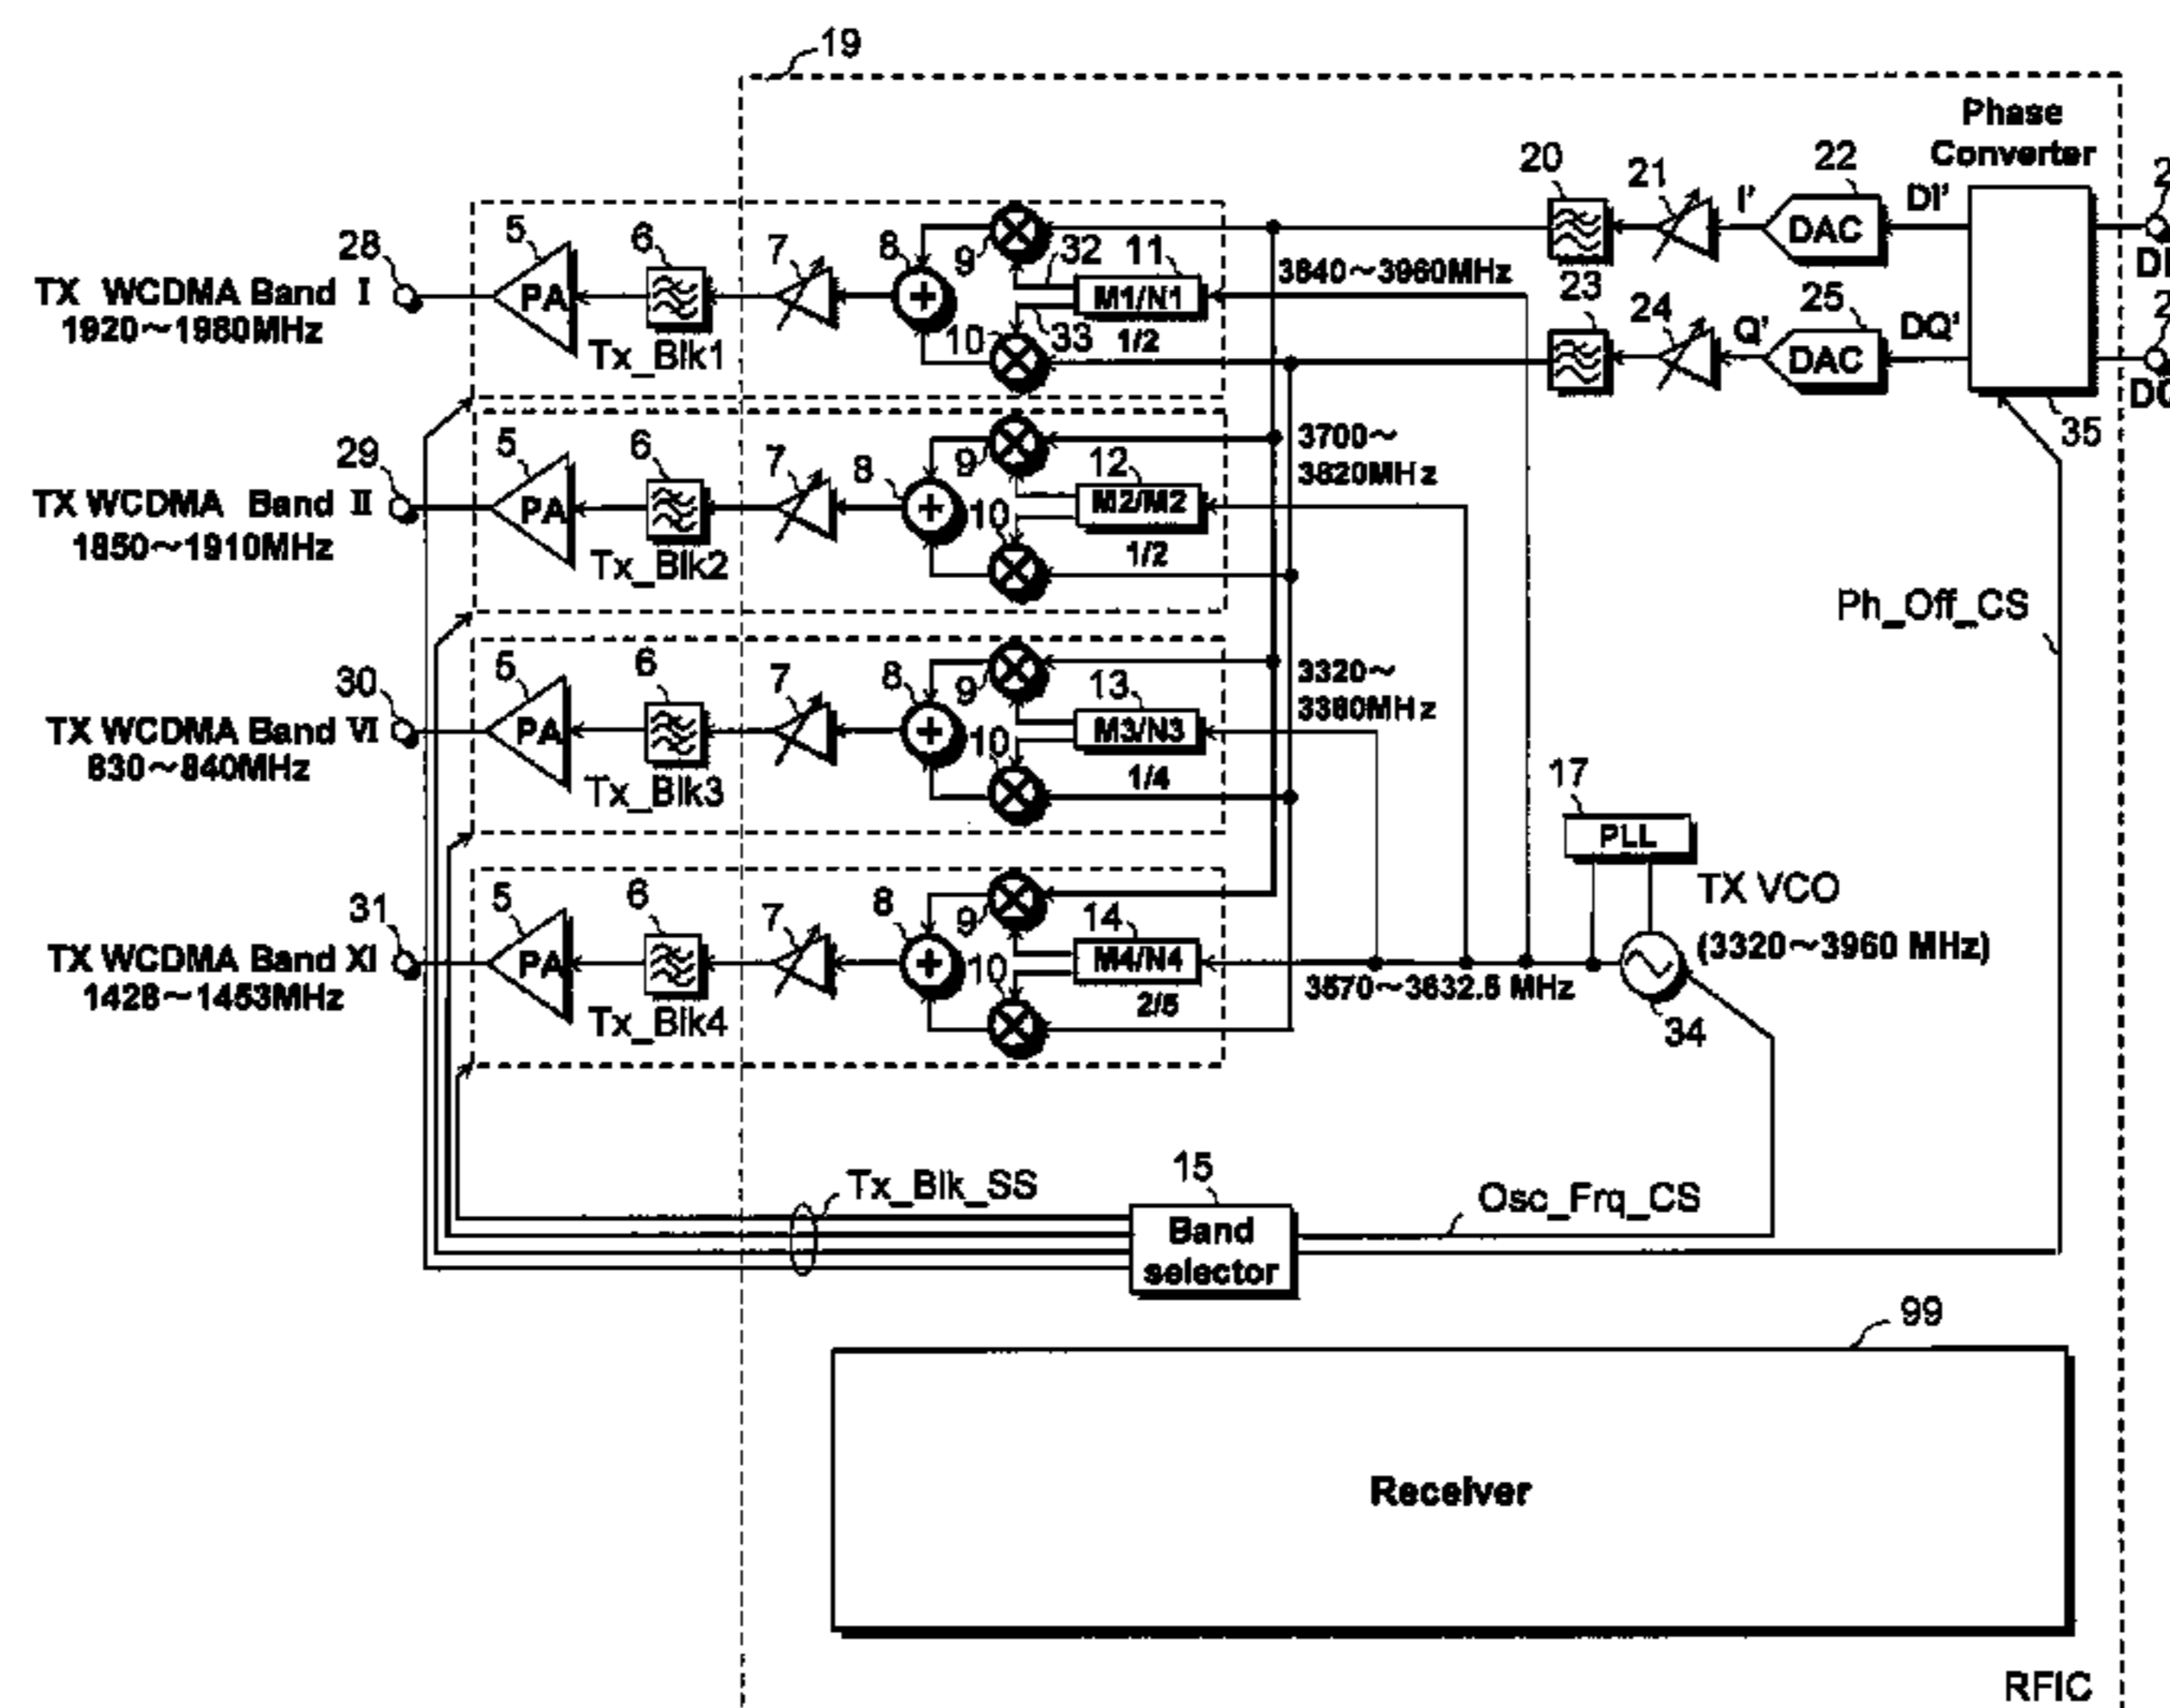 19
Phase
Converter
20
21
22
I'
DAC
DI'
DI
28
5
6
7
8
9
32
11
TX WCDMA Band I
1920～1980MHz
PA
Tx_Blk1
M1/N1
1/2
10
33
3840～3960MHz
23
24
25
Q'
DAC
DQ'
35
29
5
6
7
8
9
12
10
TX WCDMA Band II
1850～1910MHz
PA
Tx_Blk2
M2/M2
1/2
3700～
3820MHz
Ph_Off_CS
30
5
6
7
8
9
13
10
TX WCDMA Band VI
830～840MHz
PA
Tx_Blk3
M3/N3
1/4
3320～
3380MHz
17
PLL
TX VCO
(3320～3960 MHz)
34
31
5
6
7
8
9
14
10
TX WCDMA Band XI
1428～1453MHz
PA
Tx_Blk4
M4/N4
2/5
3570～3632.5 MHz
Tx_Blk_SS
15
Band
selector
Osc_Frq_CS
99
Receiver
RFIC